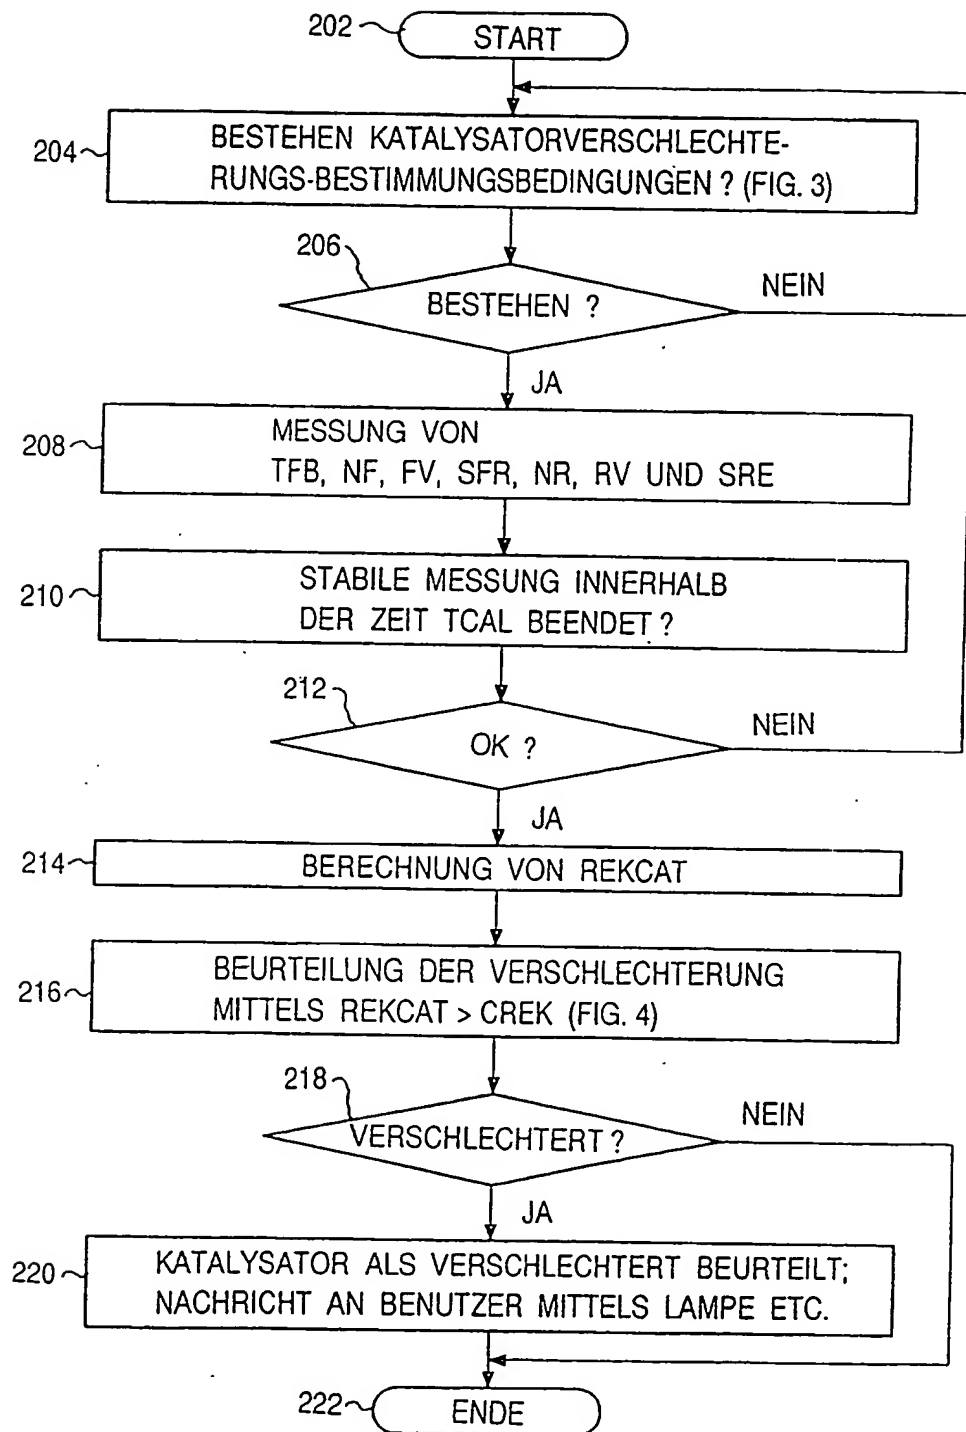 202
START
204
BESTEHEN KATALYSATORVERSCHLECHTE-
RUNGS-BESTIMMUNGSBEDINGUNGEN ? (FIG. 3)
206
BESTEHEN ?
NEIN
JA
208
MESSUNG VON
TFB, NF, FV, SFR, NR, RV UND SRE
210
STABILE MESSUNG INNERHALB
DER ZEIT TCAL BEENDET ?
212
OK ?
NEIN
JA
214
BERECHNUNG VON REKCAT
216
BEURTEILUNG DER VERSCHLECHTERUNG
MITTELS REKCAT > CREK (FIG. 4)
218
VERSCHLECHTERT ?
NEIN
JA
220
KATALYSATOR ALS VERSCHLECHTERT BEURTEILT;
NACHRICHT AN BENUTZER MITTELS LAMPE ETC.
222
ENDE